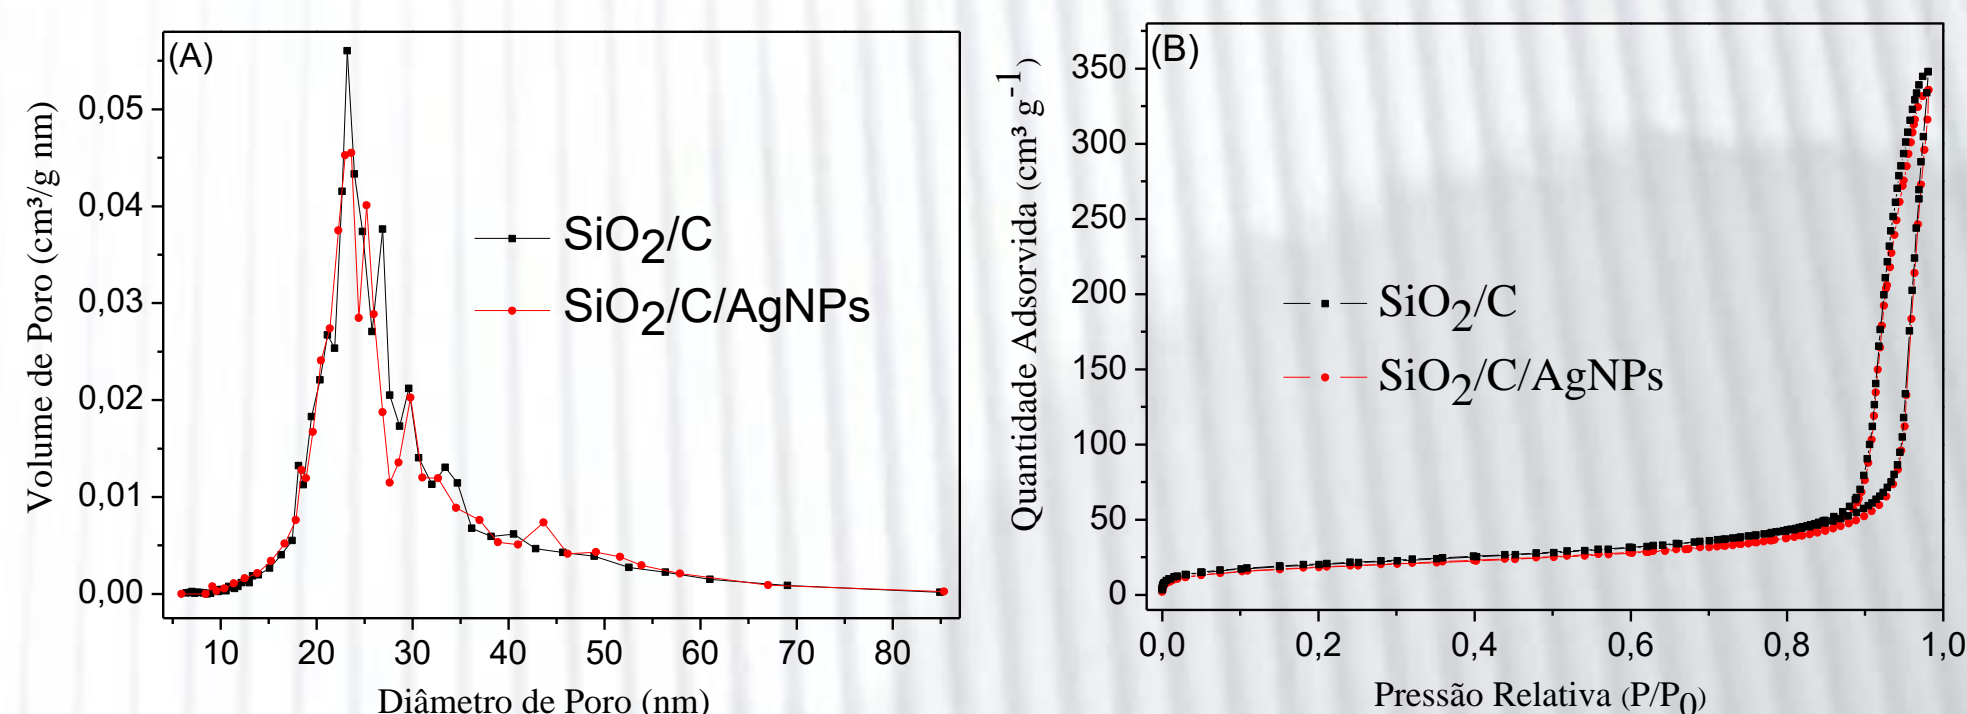 (A)
Volume de Poro (cm³/g nm)
0,05
0,04
0,03
0,02
0,01
0,00
SiO2/C
SiO2/C/AgNPs
10 20 30 40 50 60 70 80
Diâmetro de Poro (nm)
(B)
Quantidade Adsorvida (cm³ g-1)
350
300
250
200
150
100
50
0
SiO2/C
SiO2/C/AgNPs
0,0 0,2 0,4 0,6 0,8 1,0
Pressão Relativa (P/P0)